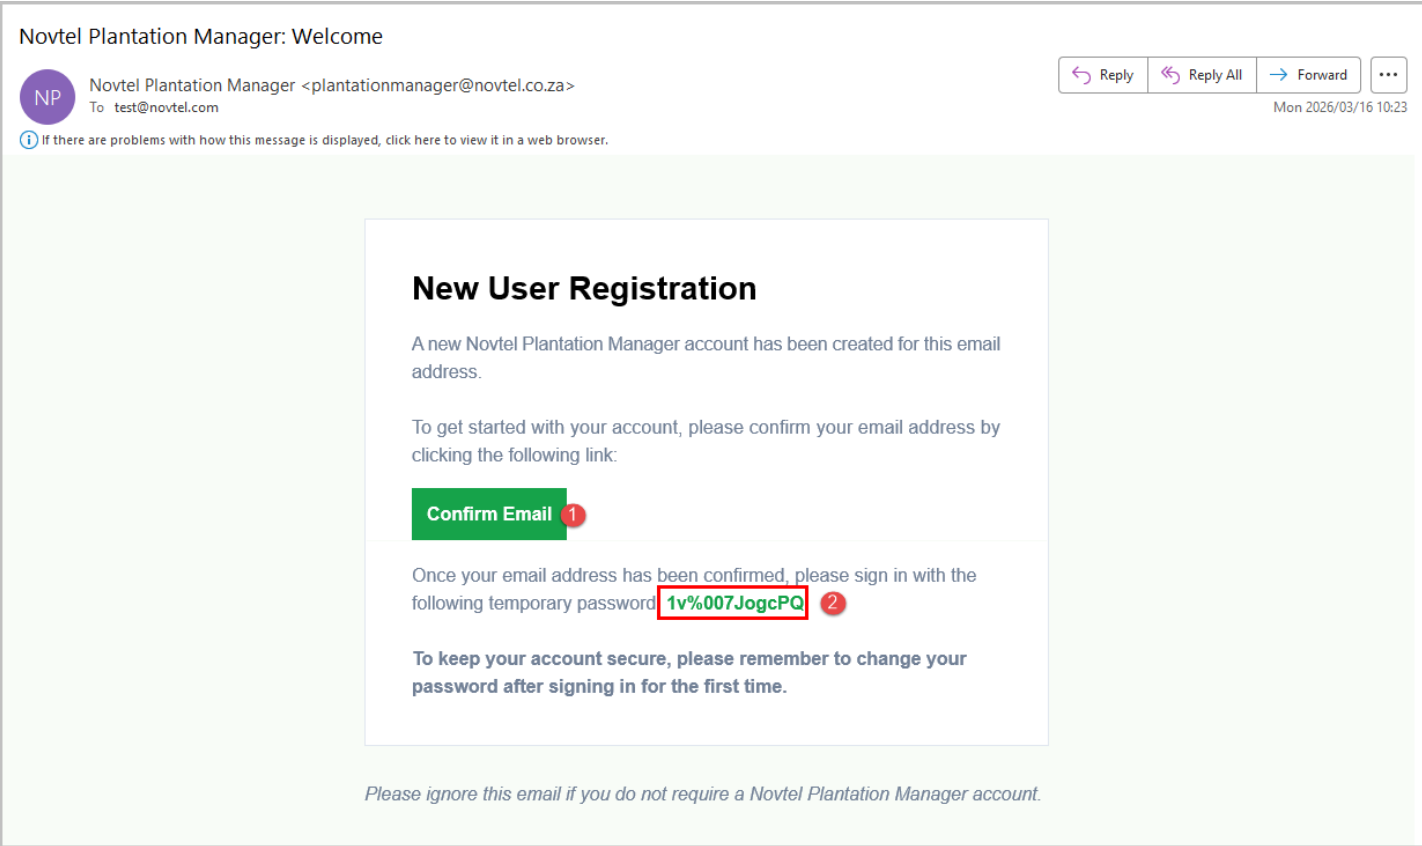 Novtel Plantation Manager: Welcome
NP
Novtel Plantation Manager <plantationmanager@novtel.co.za>
To test@novtel.com
Reply
Reply All
Forward
Mon 2026/03/16 10:23
If there are problems with how this message is displayed, click here to view it in a web browser.
New User Registration
A new Novtel Plantation Manager account has been created for this email
address.
To get started with your account, please confirm your email address by
clicking the following link:
Confirm Email 1
Once your email address has been confirmed, please sign in with the
following temporary password 1v%007JogcPQ 2
To keep your account secure, please remember to change your
password after signing in for the first time.
Please ignore this email if you do not require a Novtel Plantation Manager account.